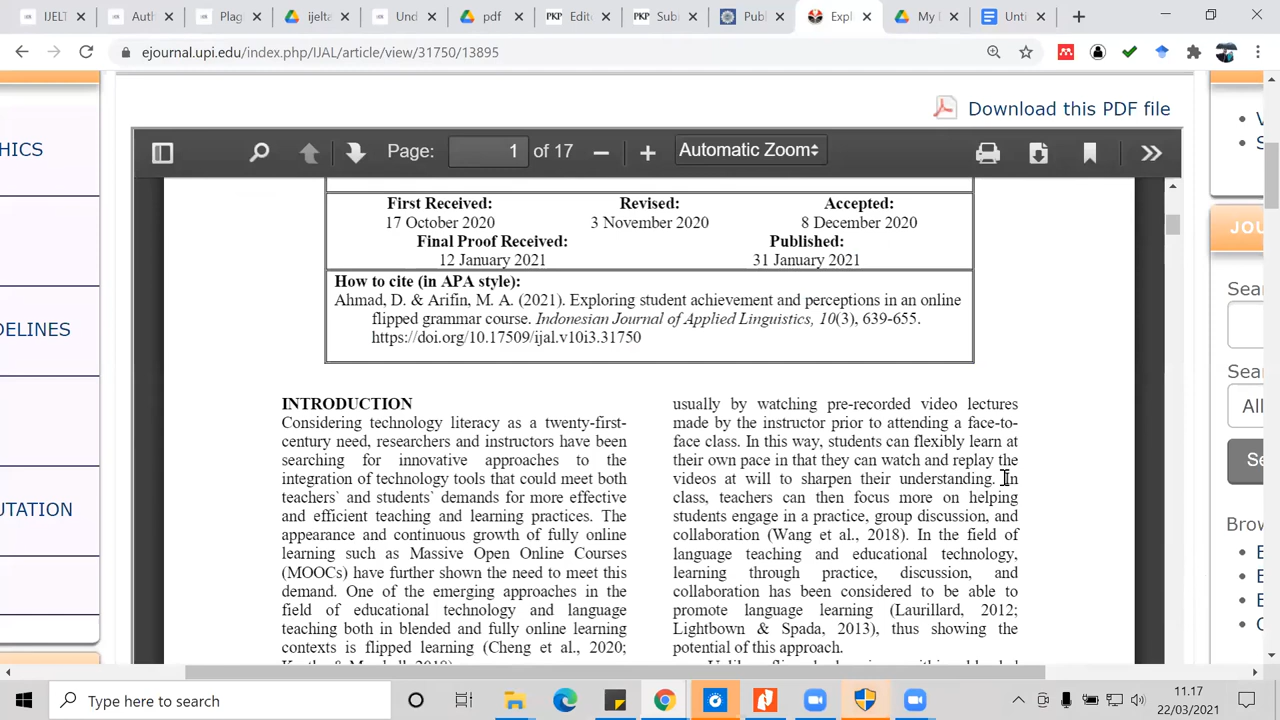 IJELT
Auth
Plag
ijelta
Und
pdf
PKP Edit
PKP Sub
Publ
Expl
My
Unti
ejournal.upi.edu/index.php/IJAL/article/view/31750/13895
Download this PDF file
Page: 1 of 17
Automatic Zoom
HICS
DELINES
UTATION
First Received:
Revised:
Accepted:
17 October 2020
3 November 2020
8 December 2020
Final Proof Received:
Published:
12 January 2021
31 January 2021
How to cite (in APA style):
Ahmad, D. & Arifin, M. A. (2021). Exploring student achievement and perceptions in an online
flipped grammar course. Indonesian Journal of Applied Linguistics, 10(3), 639-655.
https://doi.org/10.17509/ijal.v10i3.31750
INTRODUCTION
Considering technology literacy as a twenty-first-
century need, researchers and instructors have been
searching for innovative approaches to the
integration of technology tools that could meet both
teachers` and students` demands for more effective
and efficient teaching and learning practices. The
appearance and continuous growth of fully online
learning such as Massive Open Online Courses
(MOOCs) have further shown the need to meet this
demand. One of the emerging approaches in the
field of educational technology and language
teaching both in blended and fully online learning
contexts is flipped learning (Cheng et al., 2020;
usually by watching pre-recorded video lectures
made by the instructor prior to attending a face-to-
face class. In this way, students can flexibly learn at
their own pace in that they can watch and replay the
videos at will to sharpen their understanding. In
class, teachers can then focus more on helping
students engage in a practice, group discussion, and
collaboration (Wang et al., 2018). In the field of
language teaching and educational technology,
learning through practice, discussion, and
collaboration has been considered to be able to
promote language learning (Laurillard, 2012;
Lightbown & Spada, 2013), thus showing the
potential of this approach.
V
S
JOU
Sear
Sea
All
Se
Brow
Type here to search
11.17
22/03/2021